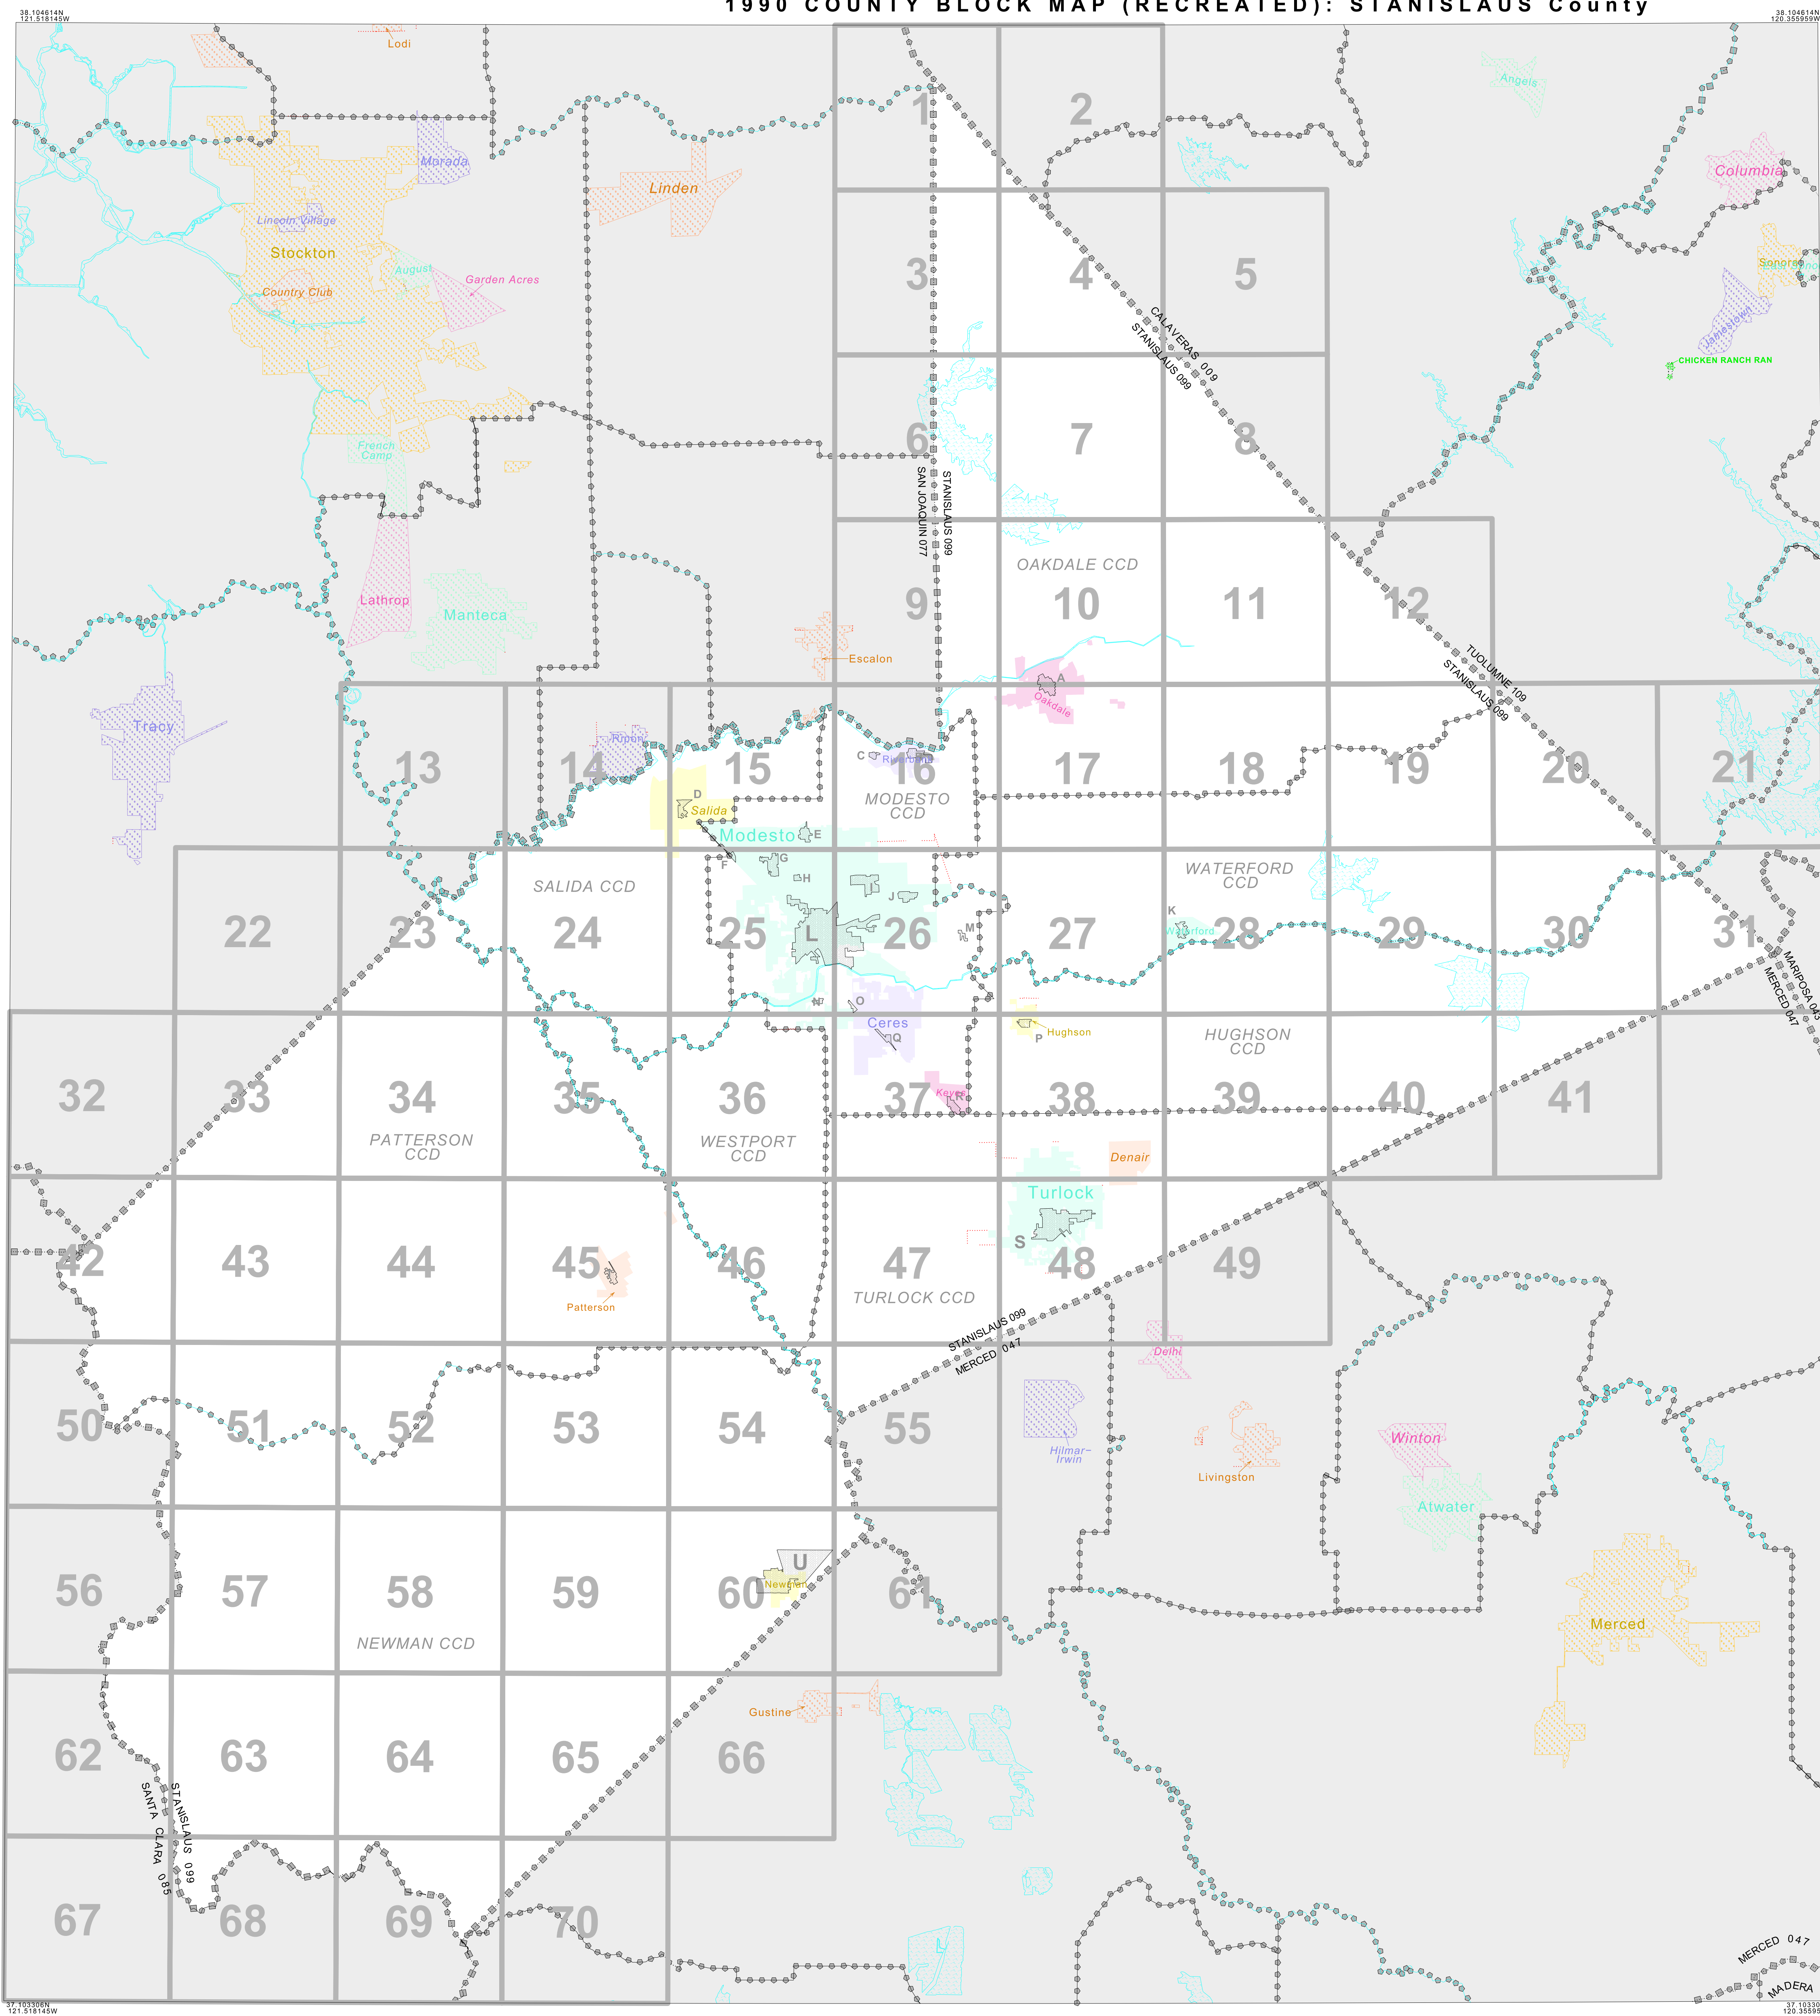 1990 COUNTY BLOCK MAP (RECREATED): STANISLAUS County
38.104614N
121.518145W
38.104614N
120.355959W
Lodi
Angels
1
2
Morada
Linden
Columbia
Lincoln Village
Stockton
August
Garden Acres
Country Club
3
4
5
Sonora
Jamestown
CALAVERAS 009
STANISLAUS 099
CHICKEN RANCH RAN
French
Camp
6
7
8
SAN JOAQUIN 077
STANISLAUS 099
OAKDALE CCD
Lathrop
Manteca
9
10
11
12
Escalon
TUOLUMNE 109
STANISLAUS 099
A
Oakdale
Tracy
Ripon
13
14
15
C
Riverbank
16
17
18
19
20
21
MODESTO
CCD
D
Salida
Modesto
E
F
G
H
J
SALIDA CCD
WATERFORD
CCD
K
Waterford
22
23
24
25
L
26
M
27
28
29
30
31
MARIPOSA 043
MERCED 047
N
O
Ceres
Q
P
Hughson
HUGHSON
CCD
32
33
34
35
36
37
Keyes
R
38
39
40
41
PATTERSON
CCD
WESTPORT
CCD
Denair
Turlock
S
42
43
44
45
46
47
48
49
Patterson
TURLOCK CCD
STANISLAUS 099
MERCED 047
Delhi
50
51
52
53
54
55
Hilmar-
Irwin
Winton
Livingston
Atwater
56
57
58
59
60
61
U
Newman
NEWMAN CCD
Merced
Gustine
62
63
64
65
66
STANISLAUS 099
SANTA CLARA 085
67
68
69
70
MERCED 047
MADERA
37.103306N
121.518145W
37.10330
120.35595